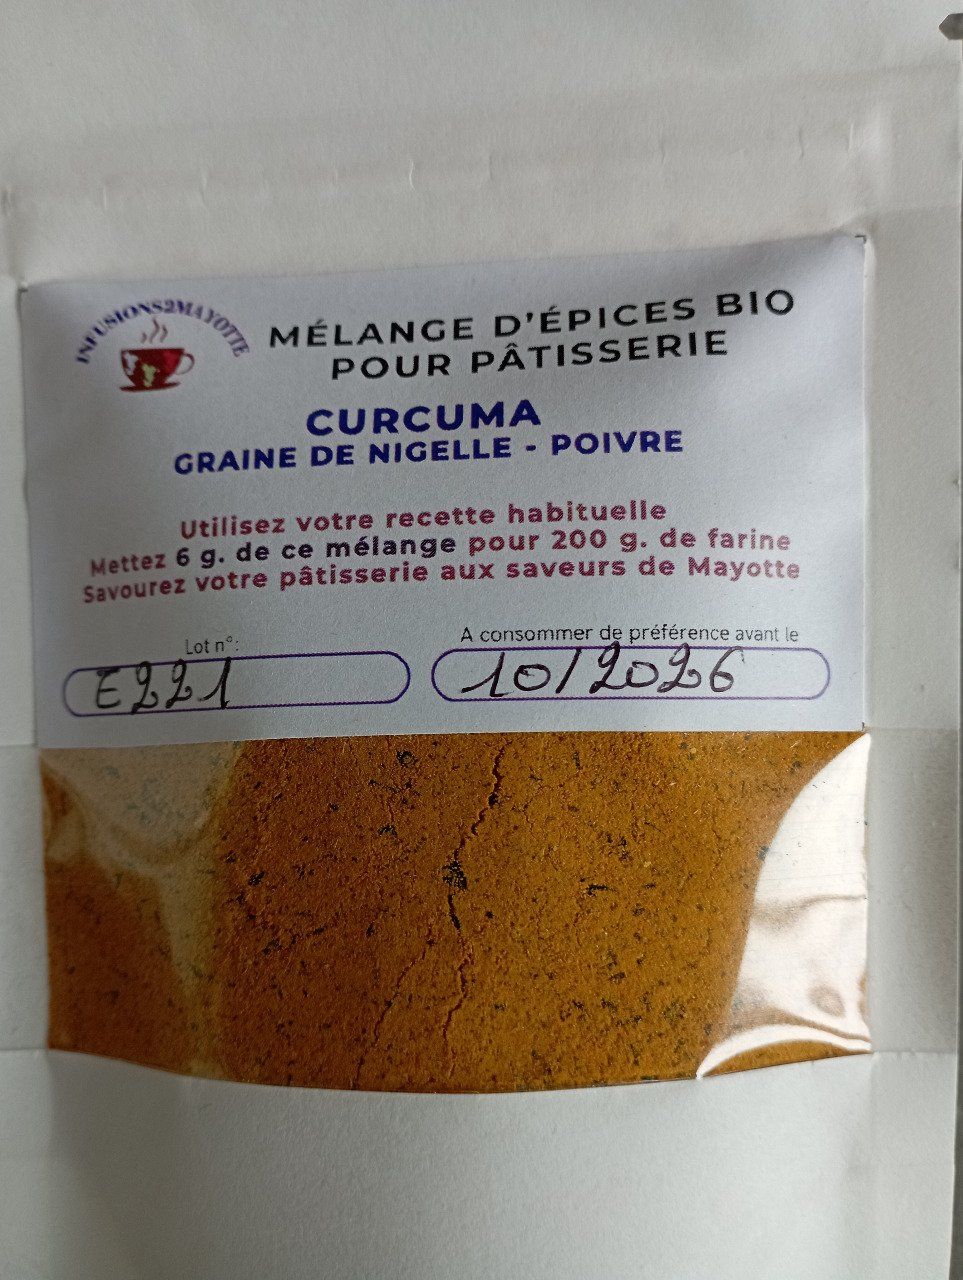 INFUSIONS2MAYOTTE
MÉLANGE D'ÉPICES BIO
POUR PÂTISSERIE
CURCUMA
GRAINE DE NIGELLE - POIVRE
Utilisez votre recette habituelle
Mettez 6 g. de ce mélange pour 200 g. de farine
Savourez votre pâtisserie aux saveurs de Mayotte
Lot n°:
E221
A consommer de préférence avant le
10/2026